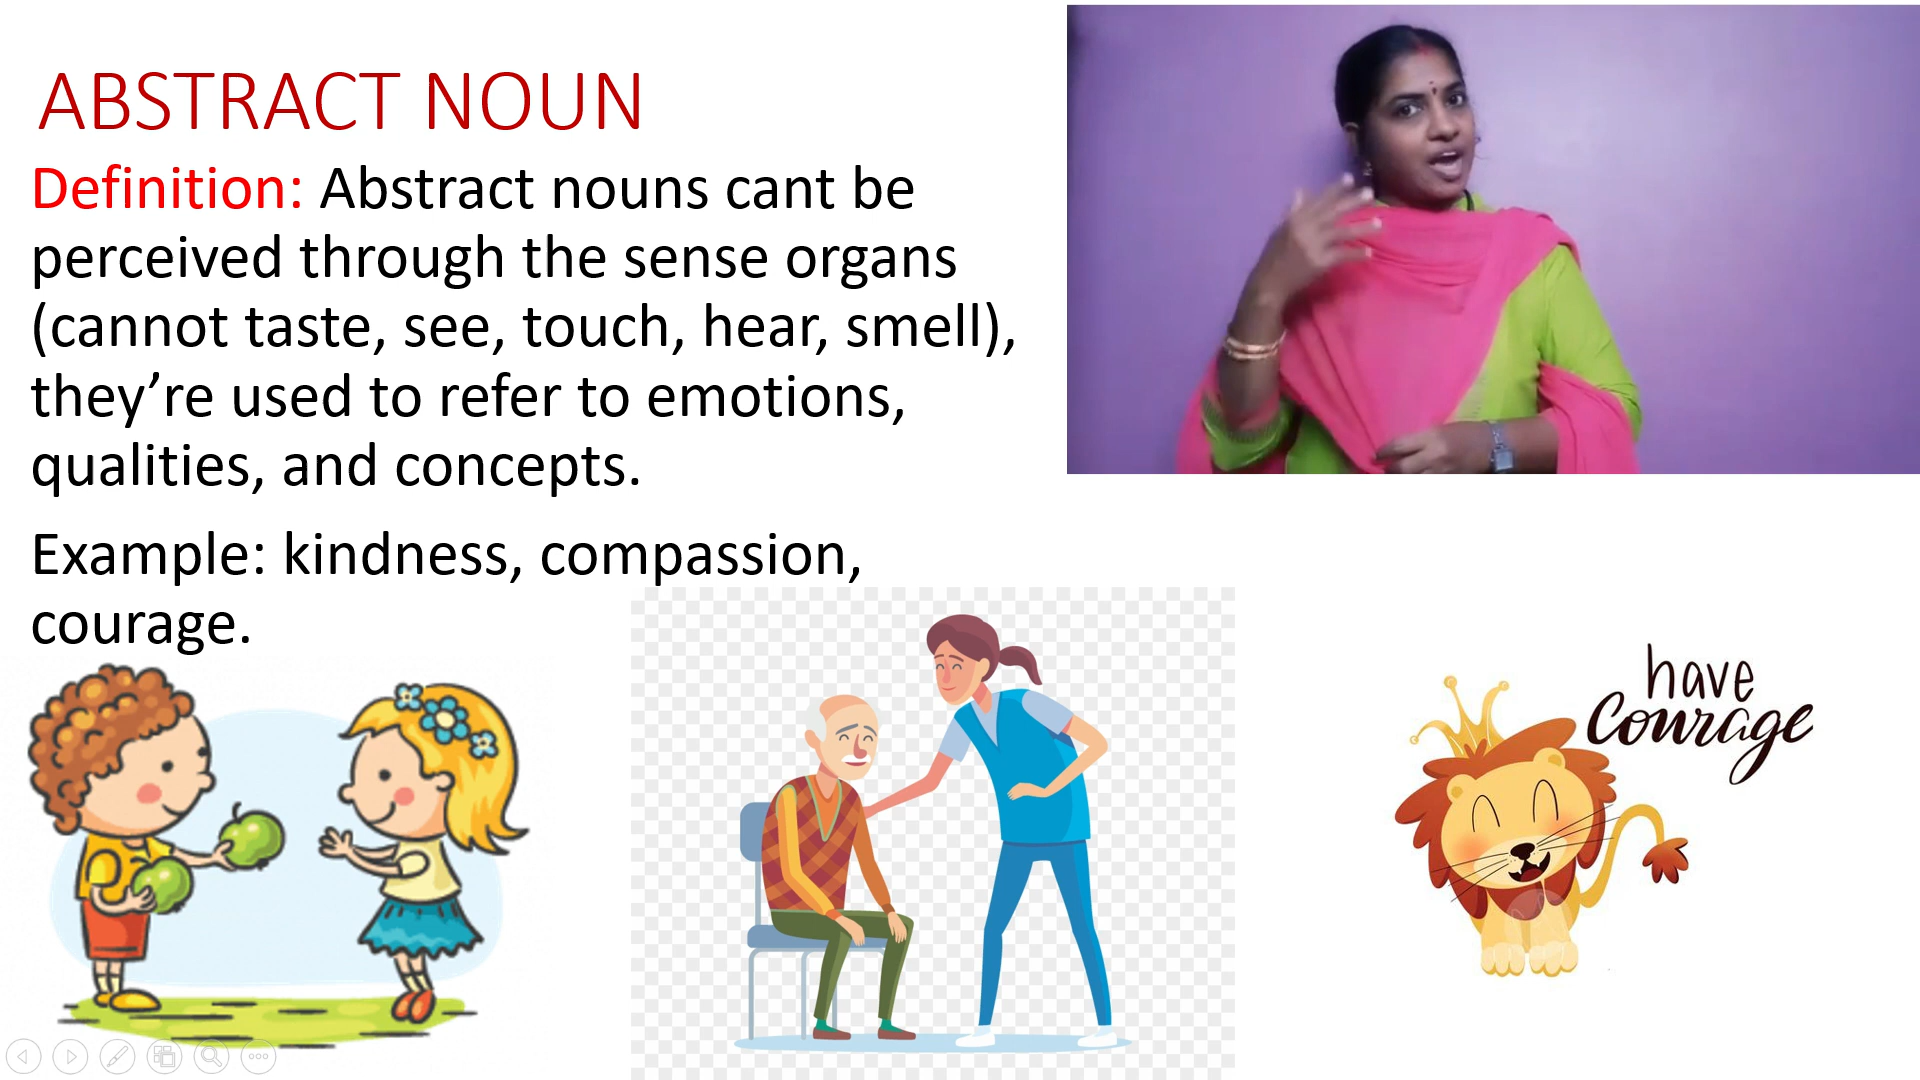 ABSTRACT NOUN
Definition: Abstract nouns cant be
perceived through the sense organs
(cannot taste, see, touch, hear, smell),
they’re used to refer to emotions,
qualities, and concepts.
Example: kindness, compassion,
courage.
have
Courage